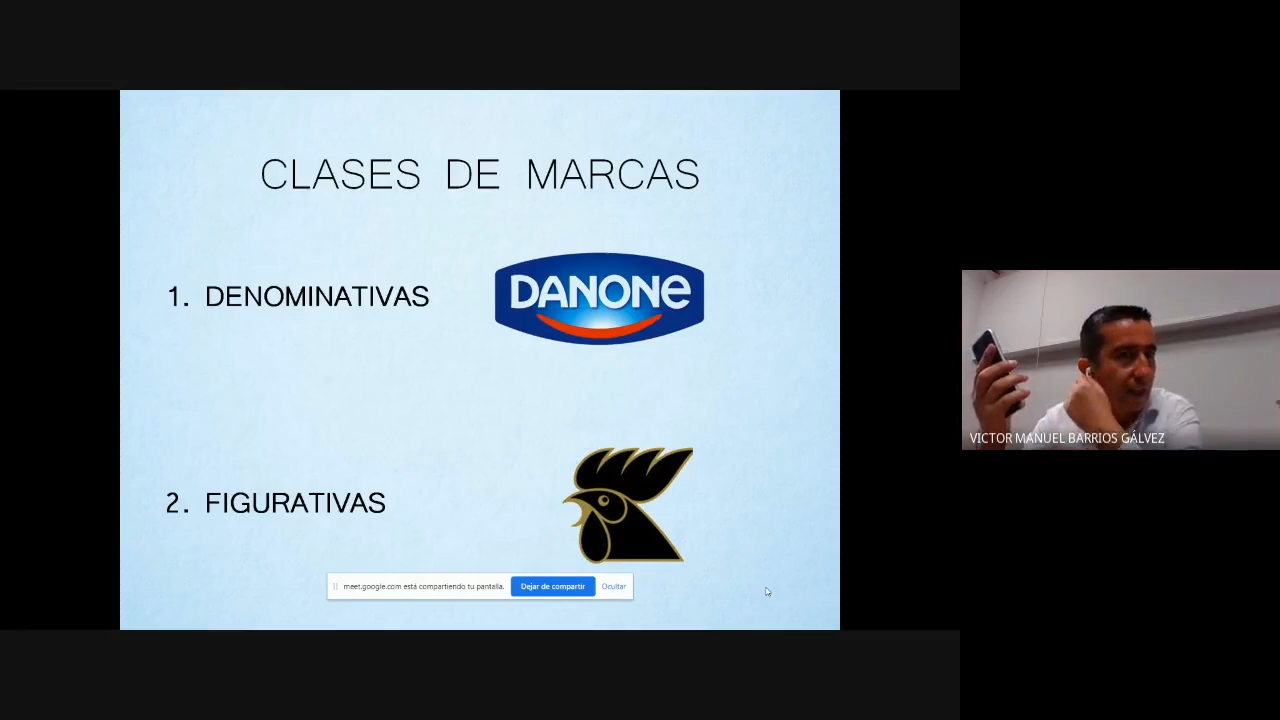 CLASES DE MARCAS
1. DENOMINATIVAS
DANONE
2. FIGURATIVAS
meet.google.com está compartiendo tu pantalla.
Dejar de compartir
Ocultar
VICTOR MANUEL BARRIOS GÁLVEZ